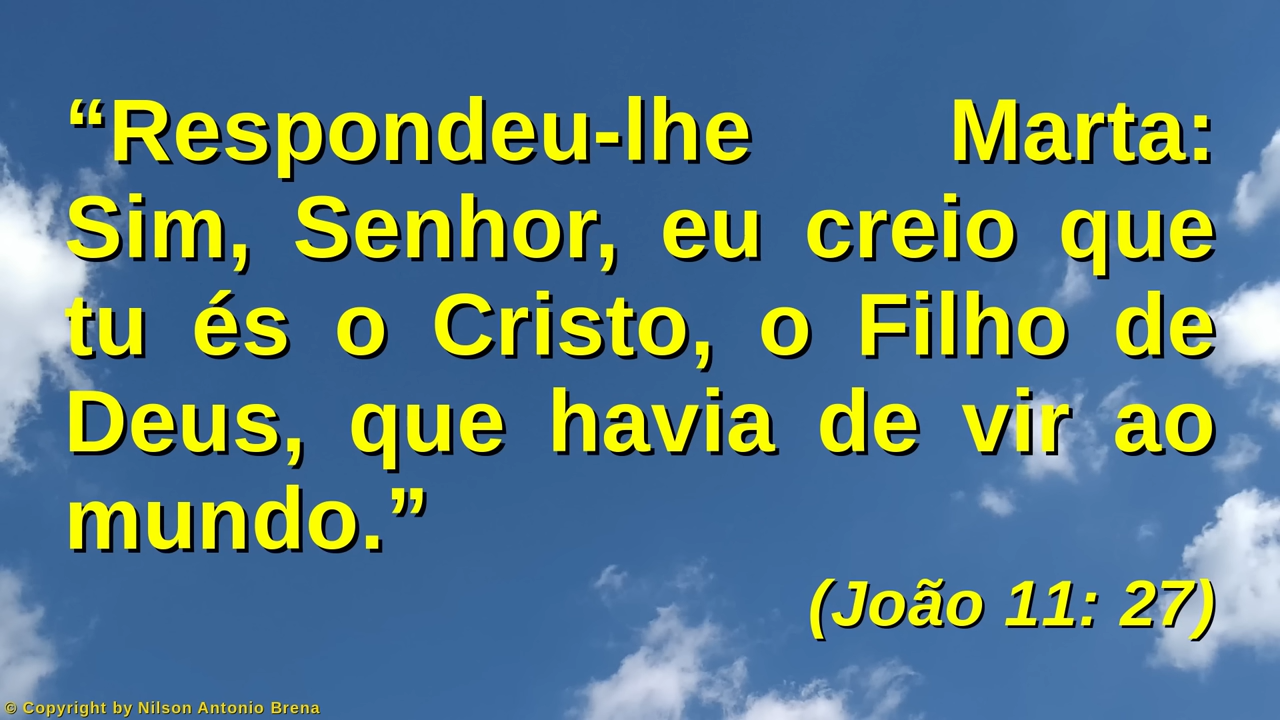 “Respondeu-lhe Marta:
Sim, Senhor, eu creio que
tu és o Cristo, o Filho de
Deus, que havia de vir ao
mundo.”
(João 11: 27)
© Copyright by Nilson Antonio Brena